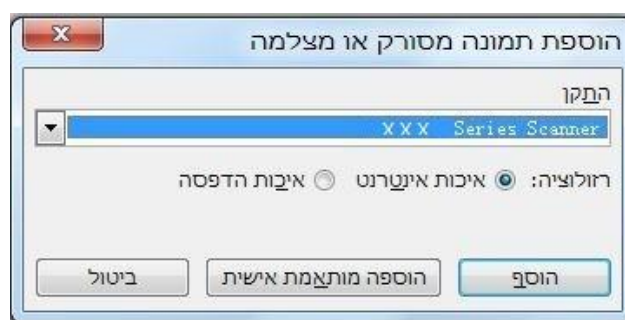 הוספת תמונה מסורק או מצלמה
התקן
XXX Series Scanner
רזולוציה: איכות אינטרנט איכות הדפסה
הוסף הוספה מותאמת אישית ביטול